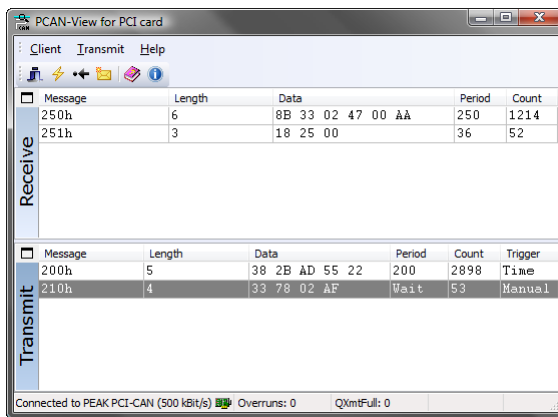 PCAN-View for PCI card
Client Transmit Help
Receive
Message Length Data Period Count
250h 6 8B 33 02 47 00 AA 250 1214
251h 3 18 25 00 36 52
Transmit
Message Length Data Period Count Trigger
200h 5 38 2B AD 55 22 200 2898 Time
210h 4 33 78 02 AF Wait 53 Manual
Connected to PEAK PCI-CAN (500 kBit/s) Overruns: 0 QXmtFull: 0